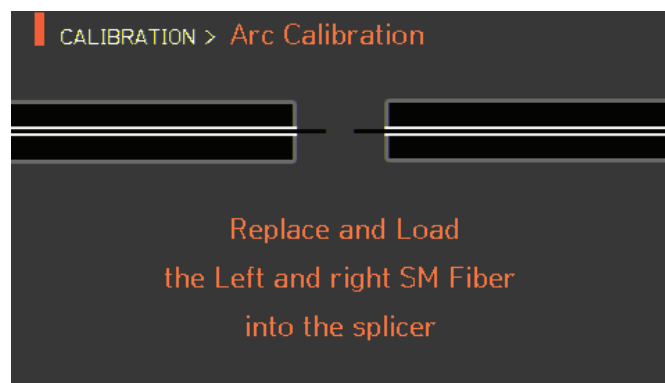 CALIBRATION > Arc Calibration
Replace and Load
the Left and right SM Fiber
into the splicer